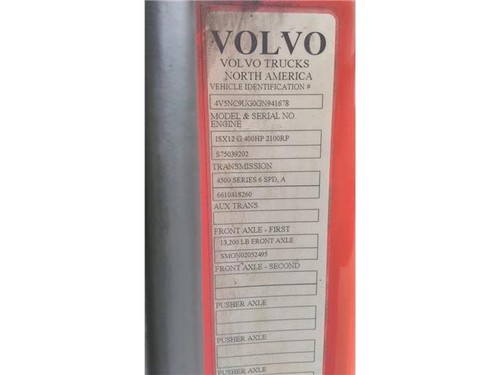 VOLVO
VOLVO TRUCKS
NORTH AMERICA
VEHICLE IDENTIFICATION #
4V5NC9UG0GN941678
MODEL & SERIAL NO.
ENGINE
ISX12 G 400HP 2100RP
S75039202
TRANSMISSION
4500 SERIES 6 SPD, A
6610418260
AUX TRANS.
FRONT AXLE - FIRST
13,200 LB FRONT AXLE
SMON02052495
FRONT AXLE - SECOND
PUSHER AXLE
PUSHER AXLE
PUSHER AXLE